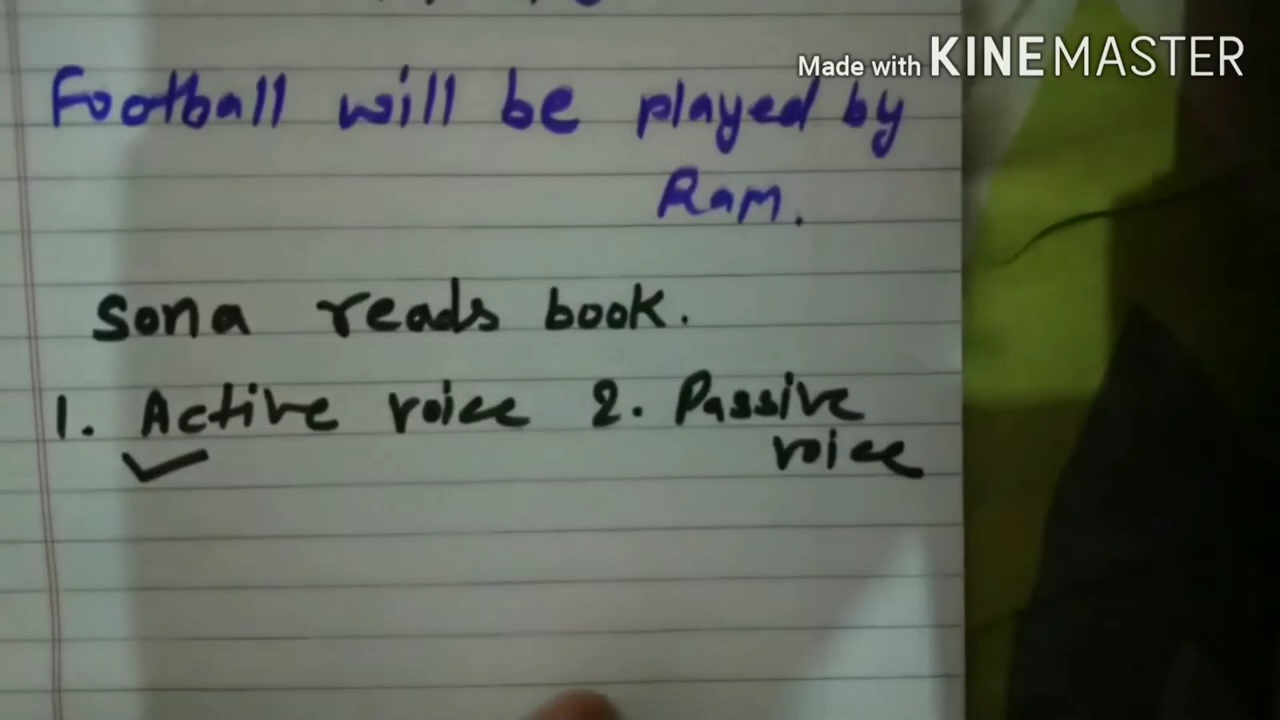 Made with KINEMASTER
Football will be played by
Ram.
Sona reads book.
1. Active voice 2. Passive
voice